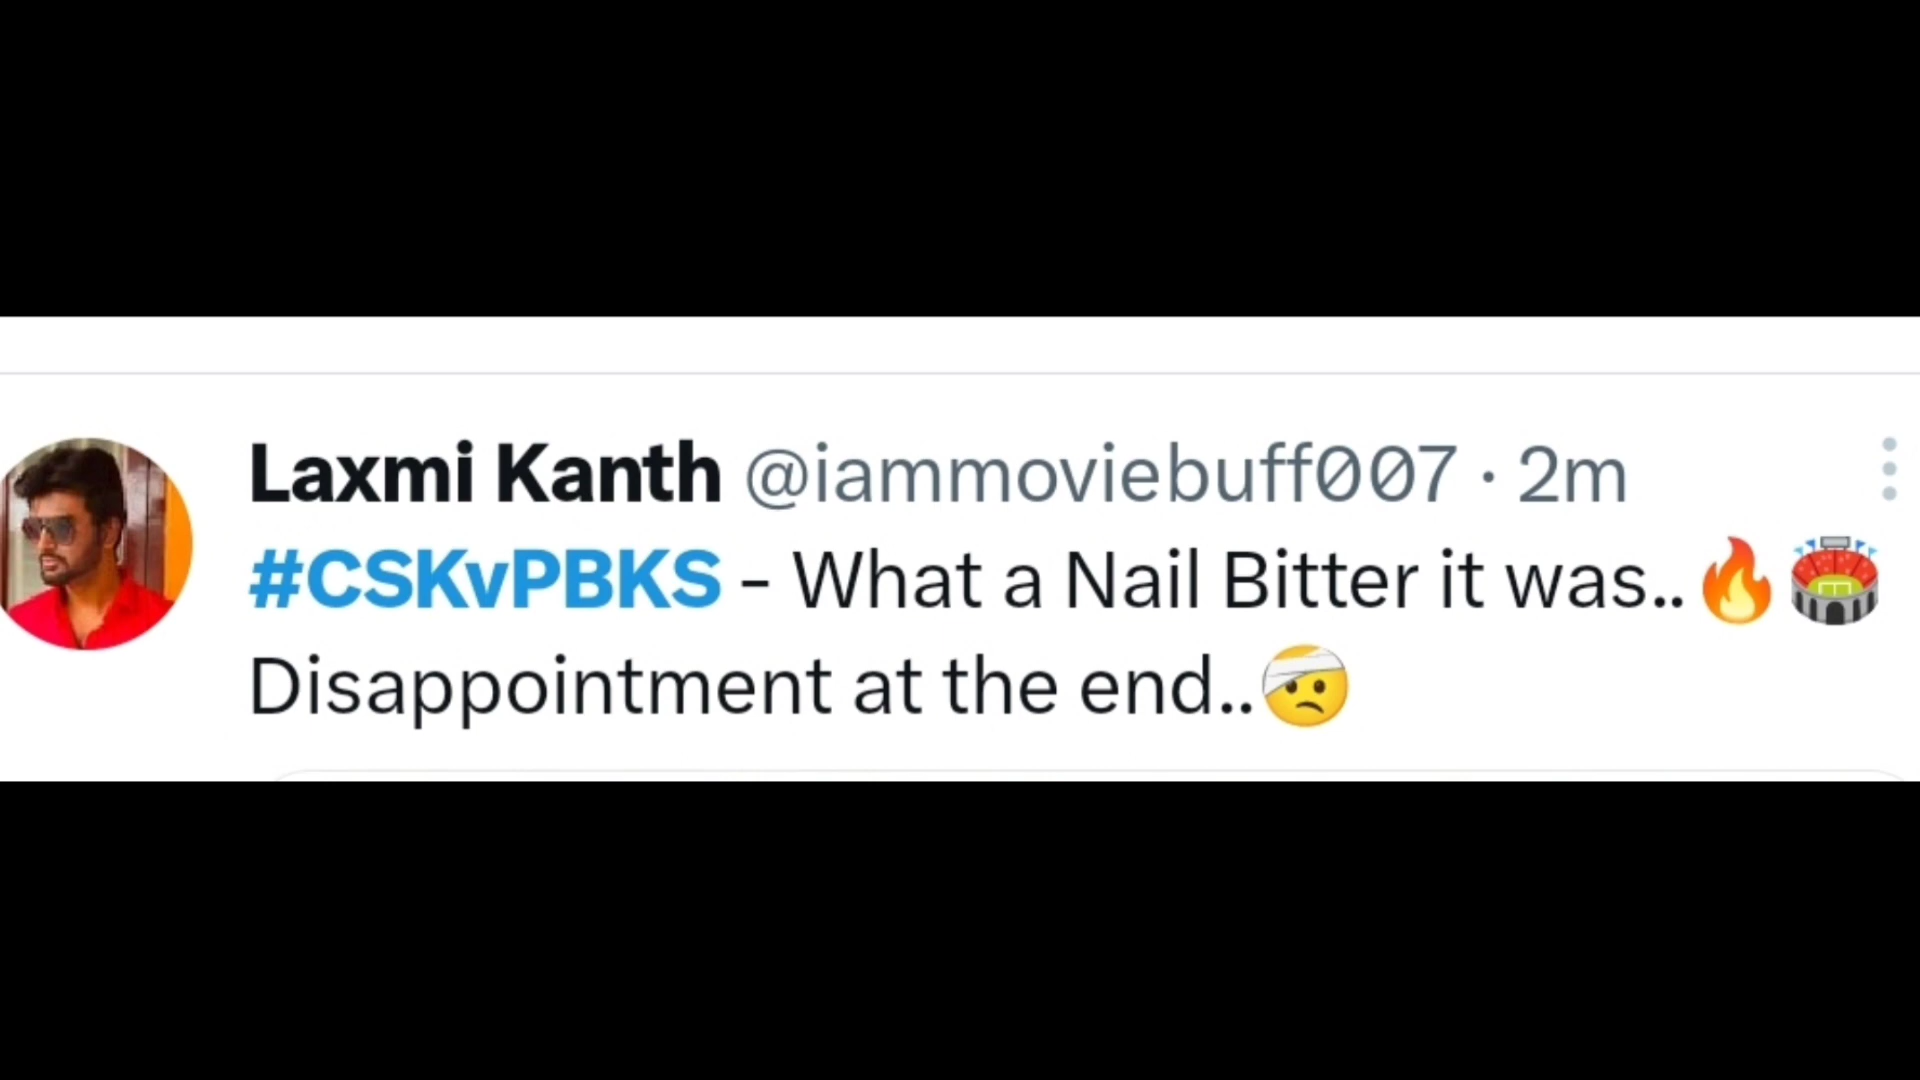 Laxmi Kanth @iammoviebuff007 · 2m
#CSKvPBKS - What a Nail Bitter it was..🔥🏟️
Disappointment at the end..🤕